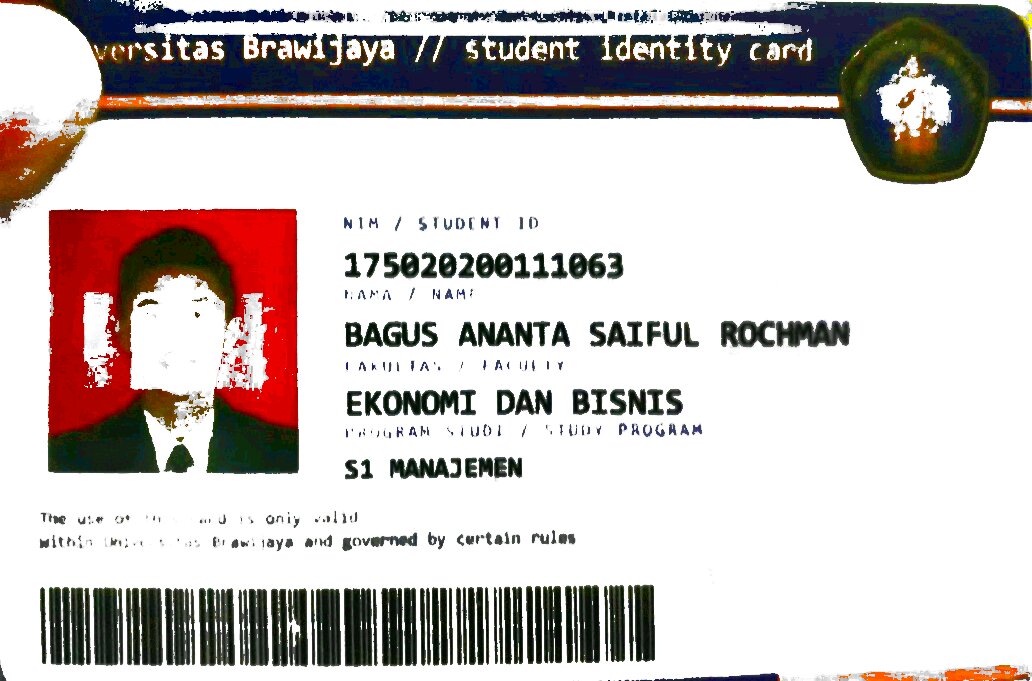 versitas Brawijaya // student identity card
NIM / STUDENT ID
175020200111063
NAMA / NAME
BAGUS ANANTA SAIFUL ROCHMAN
FAKULTAS / FACULTY
EKONOMI DAN BISNIS
PROGRAM STUDI / STUDY PROGRAM
S1 MANAJEMEN
The use of this card is only valid
within Universitas Brawijaya and governed by certain rules